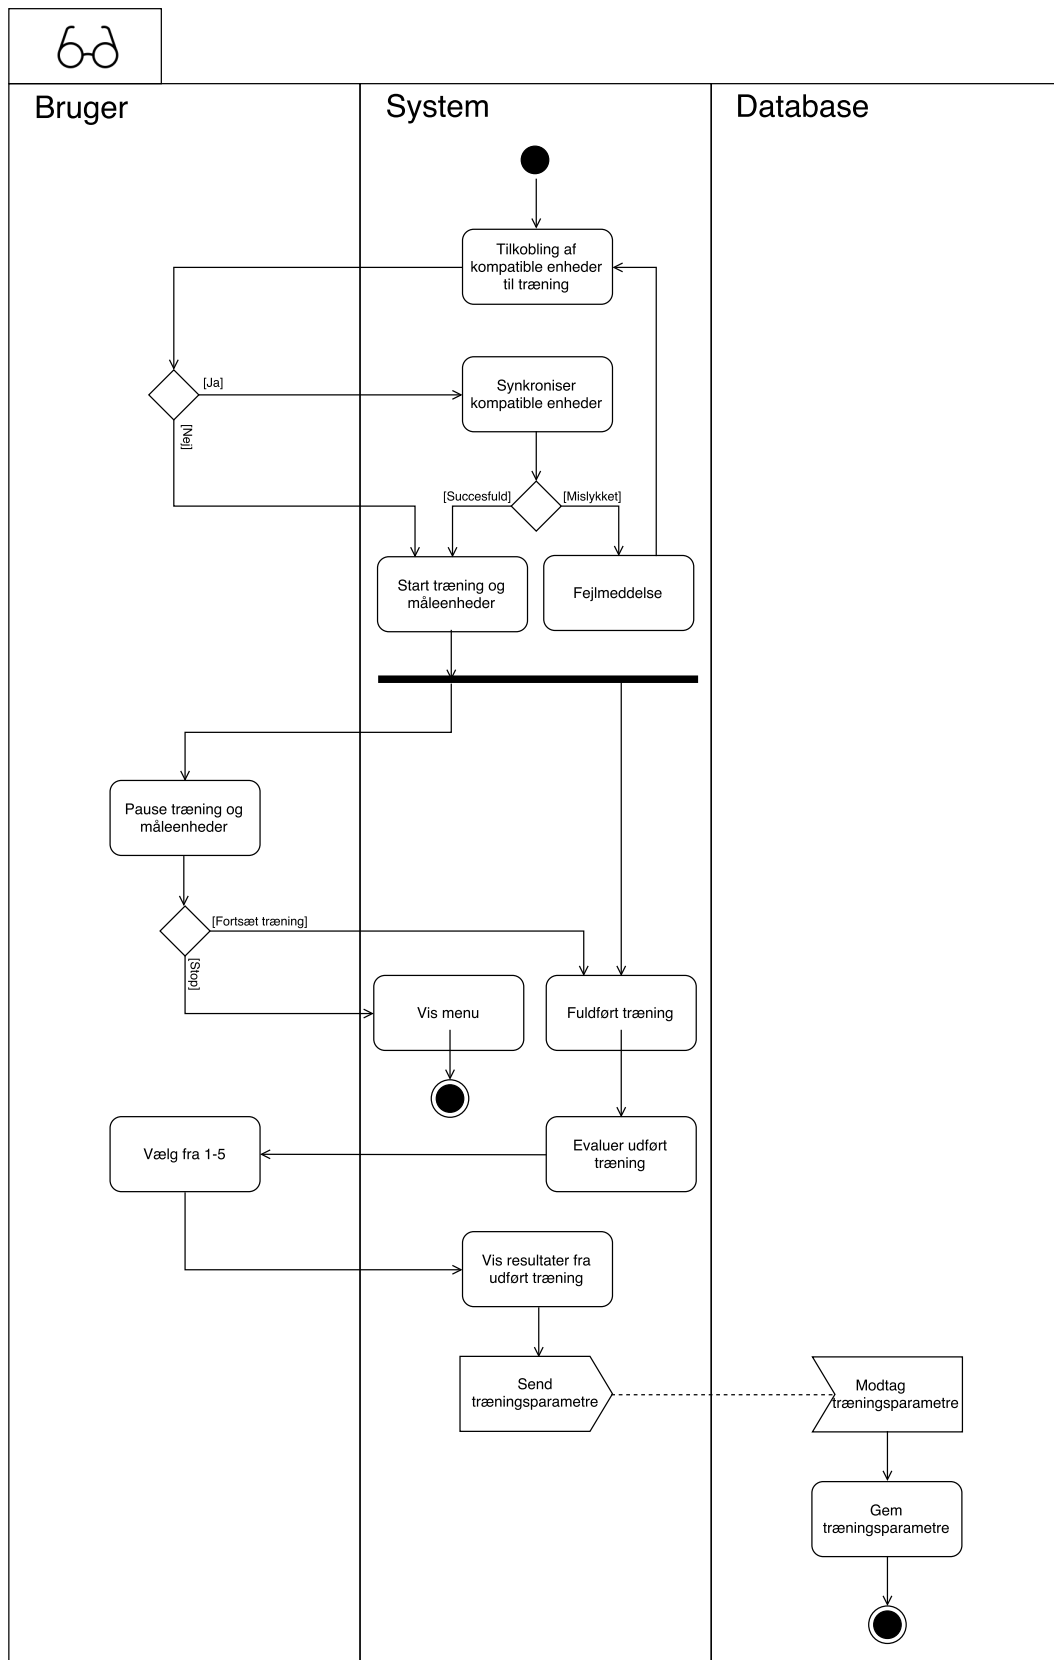 Bruger
System
Database
Tilkobling af
kompatible enheder
til træning
[Ja]
Synkroniser
kompatible enheder
[Nej]
[Succesfuld]
[Mislykket]
Start træning og
måleenheder
Fejlmeddelse
Pause træning og
måleenheder
[Fortsæt træning]
[Stop]
Vis menu
Fuldført træning
Vælg fra 1-5
Evaluer udført
træning
Vis resultater fra
udført træning
Send
træningsparametre
Modtag
træningsparametre
Gem
træningsparametre